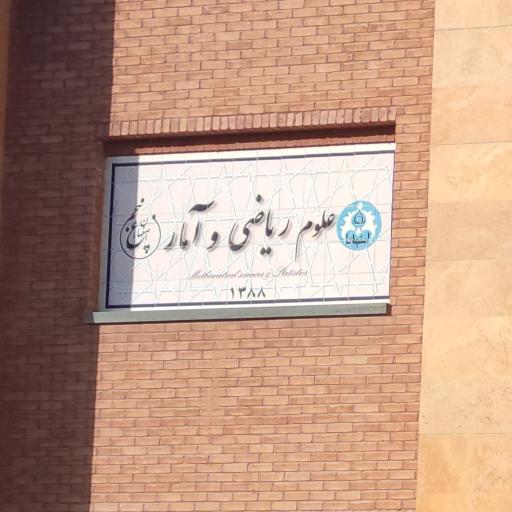 علوم ریاضی و آمار
Mathematical sciences & Statistics
۱۳۸۸